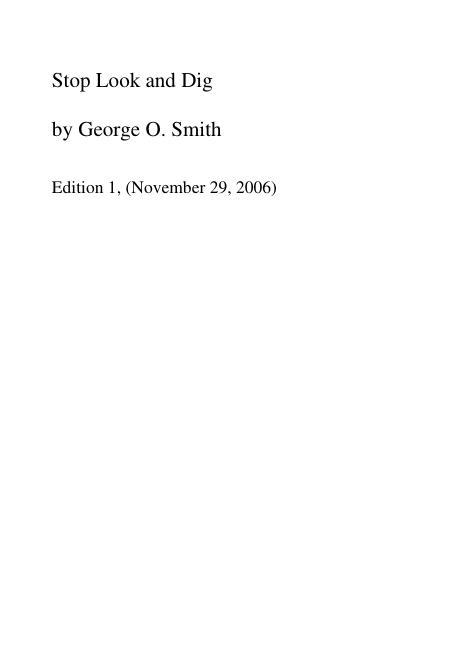 Stop Look and Dig
by George O. Smith
Edition 1, (November 29, 2006)